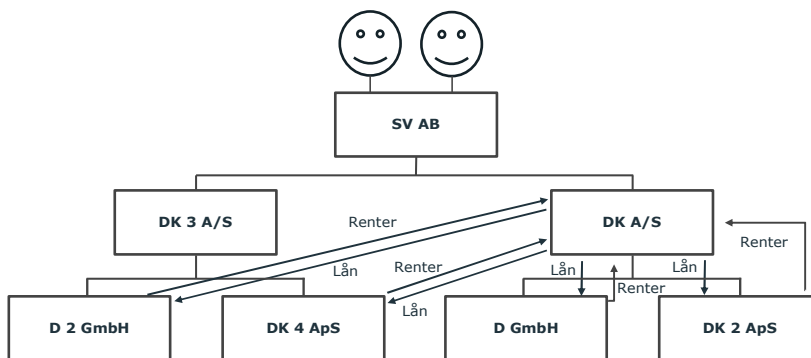 SV AB
DK 3 A/S
DK A/S
Renter
Renter
Lån
Renter
Lån
Lån
Renter
Lån
D 2 GmbH
DK 4 ApS
D GmbH
DK 2 ApS